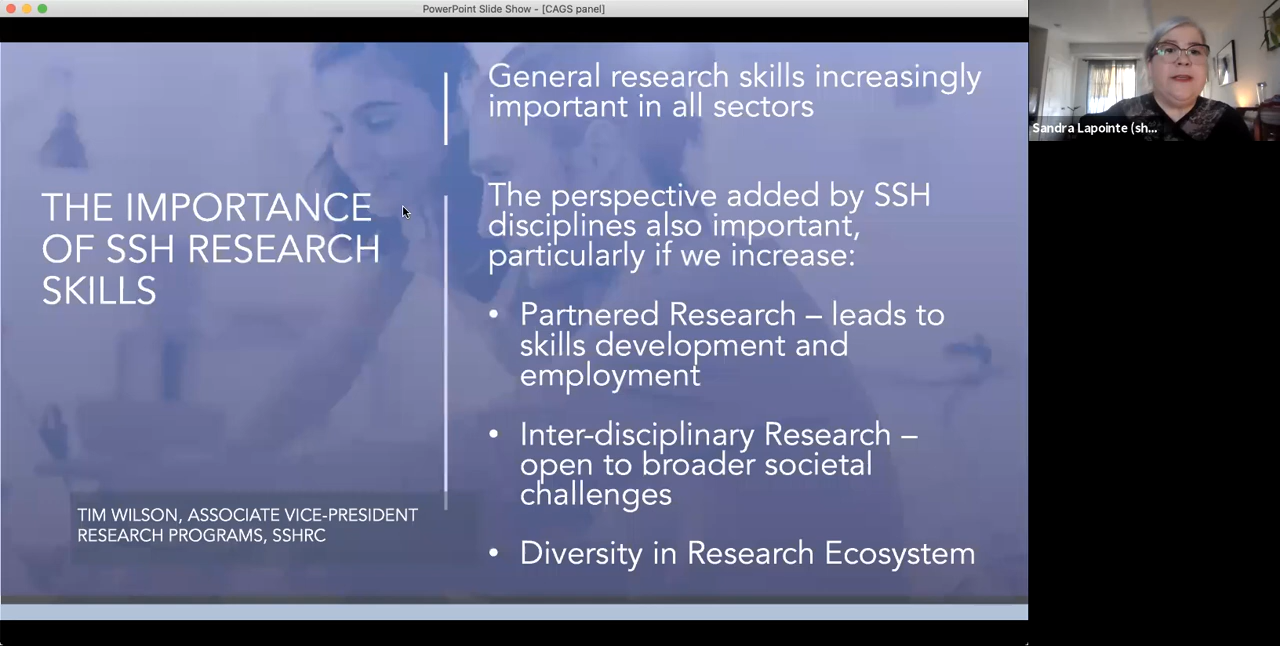 PowerPoint Slide Show - [CAGS panel]
General research skills increasingly
important in all sectors
THE IMPORTANCE
OF SSH RESEARCH
SKILLS
The perspective added by SSH
disciplines also important,
particularly if we increase:
• Partnered Research – leads to
skills development and
employment
• Inter-disciplinary Research –
open to broader societal
challenges
• Diversity in Research Ecosystem
TIM WILSON, ASSOCIATE VICE-PRESIDENT
RESEARCH PROGRAMS, SSHRC
Sandra Lapointe (sh...